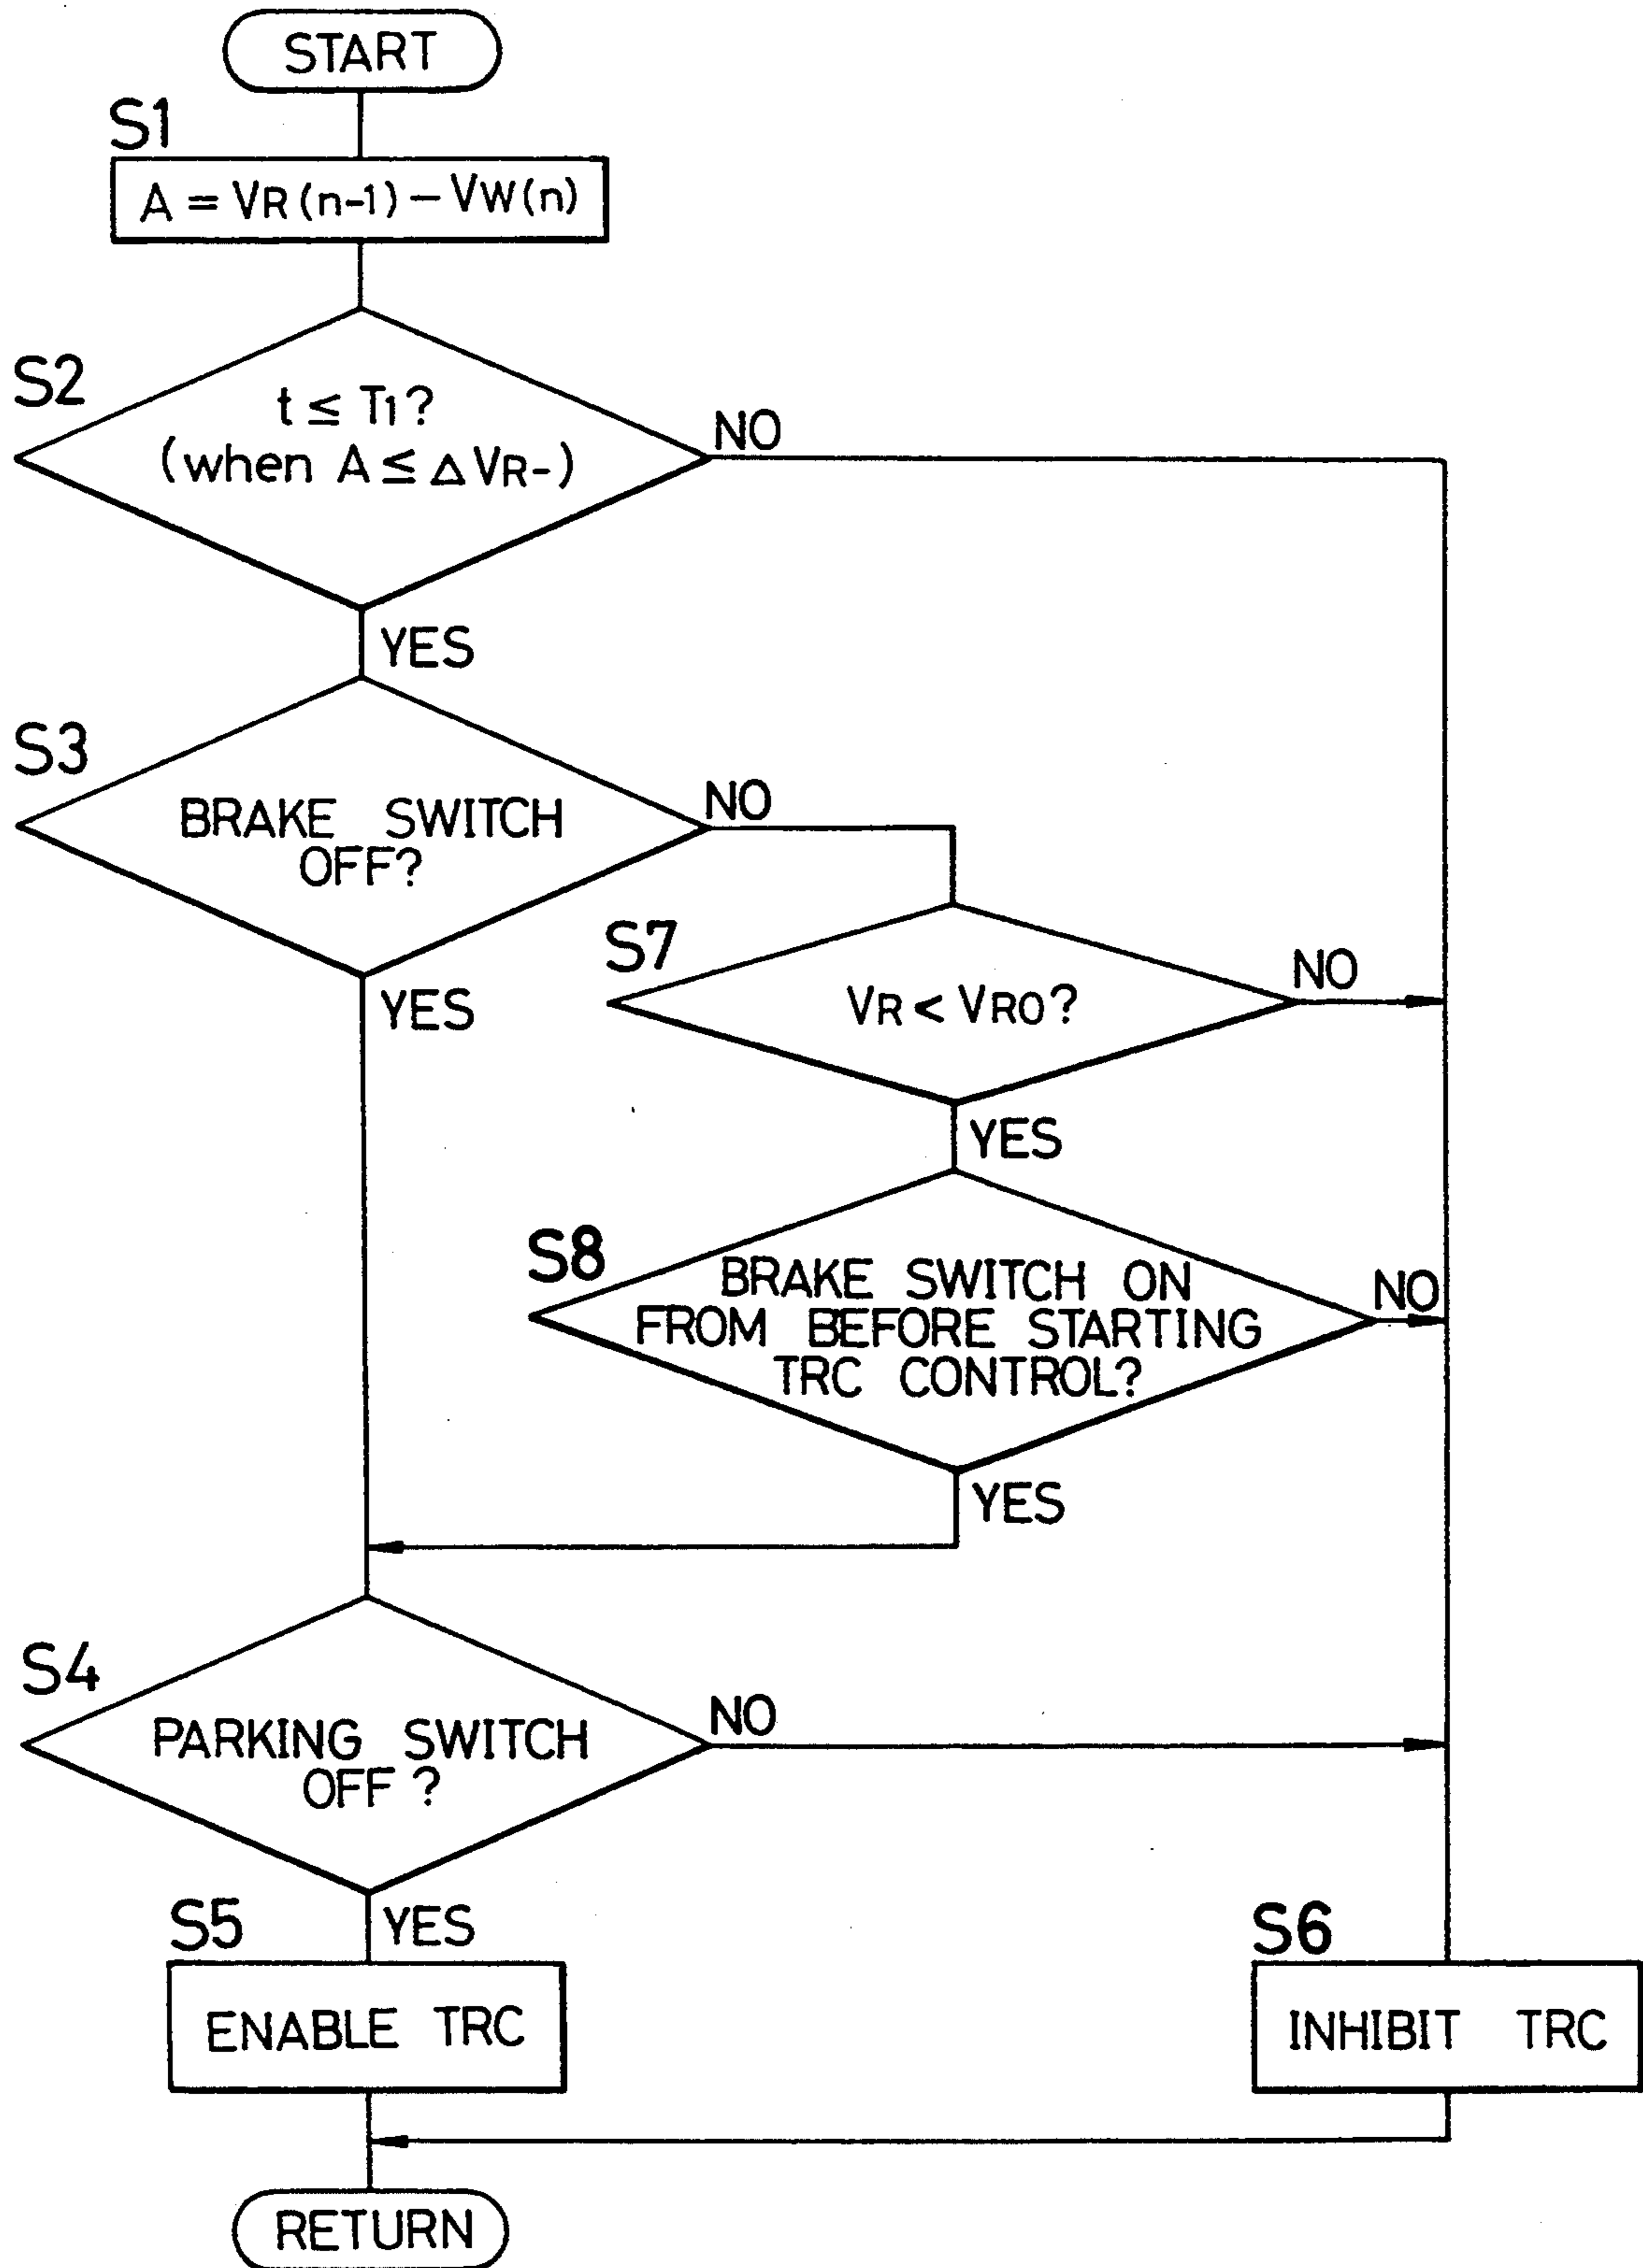 START
S1
A = VR(n-1) - VW(n)
S2
t ≤ T1?
(when A ≤ Δ VR-)
NO
YES
S3
BRAKE SWITCH
OFF?
NO
YES
S7
VR < VRO?
NO
YES
S8
BRAKE SWITCH ON
FROM BEFORE STARTING
TRC CONTROL?
NO
YES
S4
PARKING SWITCH
OFF?
NO
YES
S5
ENABLE TRC
S6
INHIBIT TRC
RETURN